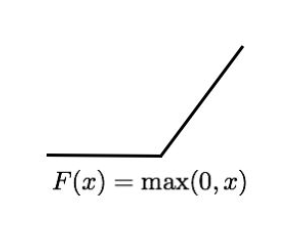 F(x) = max(0, x)